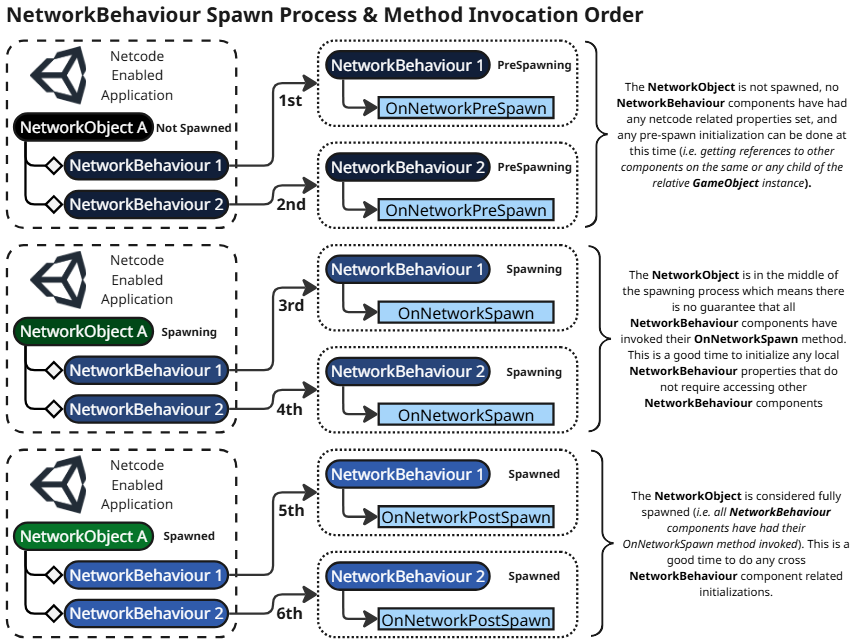 NetworkBehaviour Spawn Process & Method Invocation Order
Netcode
Enabled
Application
NetworkObject A Not Spawned
NetworkBehaviour 1
NetworkBehaviour 2
1st
2nd
NetworkBehaviour 1 PreSpawning
OnNetworkPreSpawn
NetworkBehaviour 2 PreSpawning
OnNetworkPreSpawn
The NetworkObject is not spawned, no
NetworkBehaviour components have had
any netcode related properties set, and
any pre-spawn initialization can be done at
this time (i.e. getting references to other
components on the same or any child of the
relative GameObject instance).
Netcode
Enabled
Application
NetworkObject A Spawning
NetworkBehaviour 1
NetworkBehaviour 2
3rd
4th
NetworkBehaviour 1 Spawning
OnNetworkSpawn
NetworkBehaviour 2 Spawning
OnNetworkSpawn
The NetworkObject is in the middle of
the spawning process which means there
is no guarantee that all
NetworkBehaviour components have
invoked their OnNetworkSpawn method.
This is a good time to initialize any local
NetworkBehaviour properties that do
not require accessing other
NetworkBehaviour components
Netcode
Enabled
Application
NetworkObject A Spawned
NetworkBehaviour 1
NetworkBehaviour 2
5th
6th
NetworkBehaviour 1 Spawned
OnNetworkPostSpawn
NetworkBehaviour 2 Spawned
OnNetworkPostSpawn
The NetworkObject is considered fully
spawned (i.e. all NetworkBehaviour
components have had their
OnNetworkSpawn method invoked). This is a
good time to do any cross
NetworkBehaviour component related
initializations.